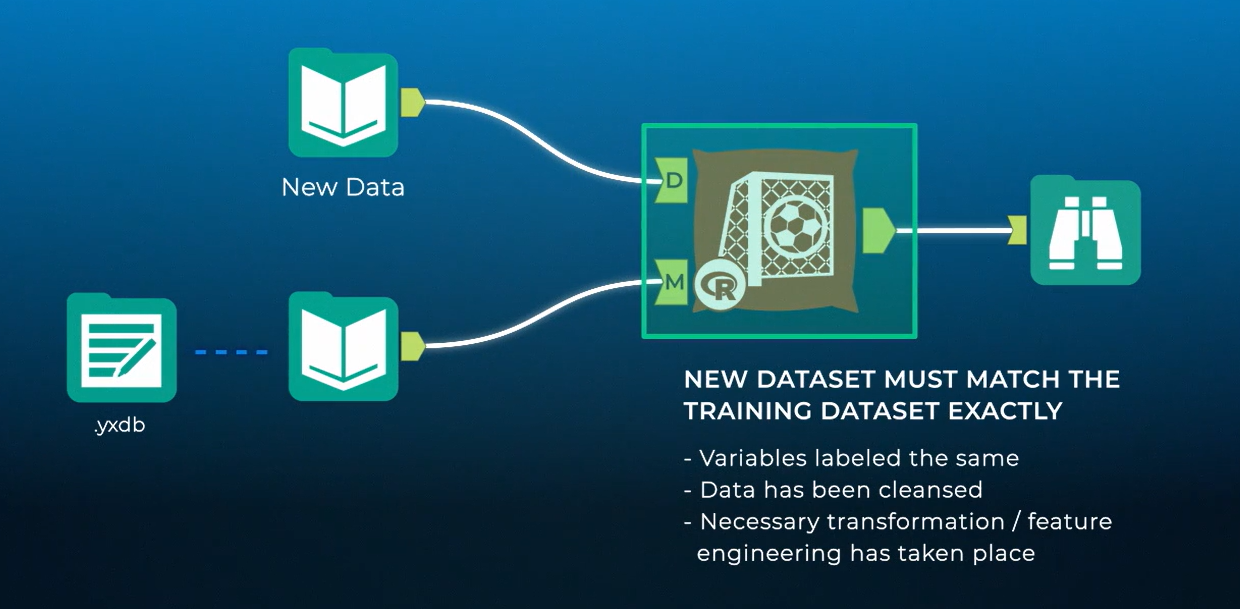 New Data
D
M
R
.yxdb
NEW DATASET MUST MATCH THE
TRAINING DATASET EXACTLY
- Variables labeled the same
- Data has been cleansed
- Necessary transformation / feature
engineering has taken place